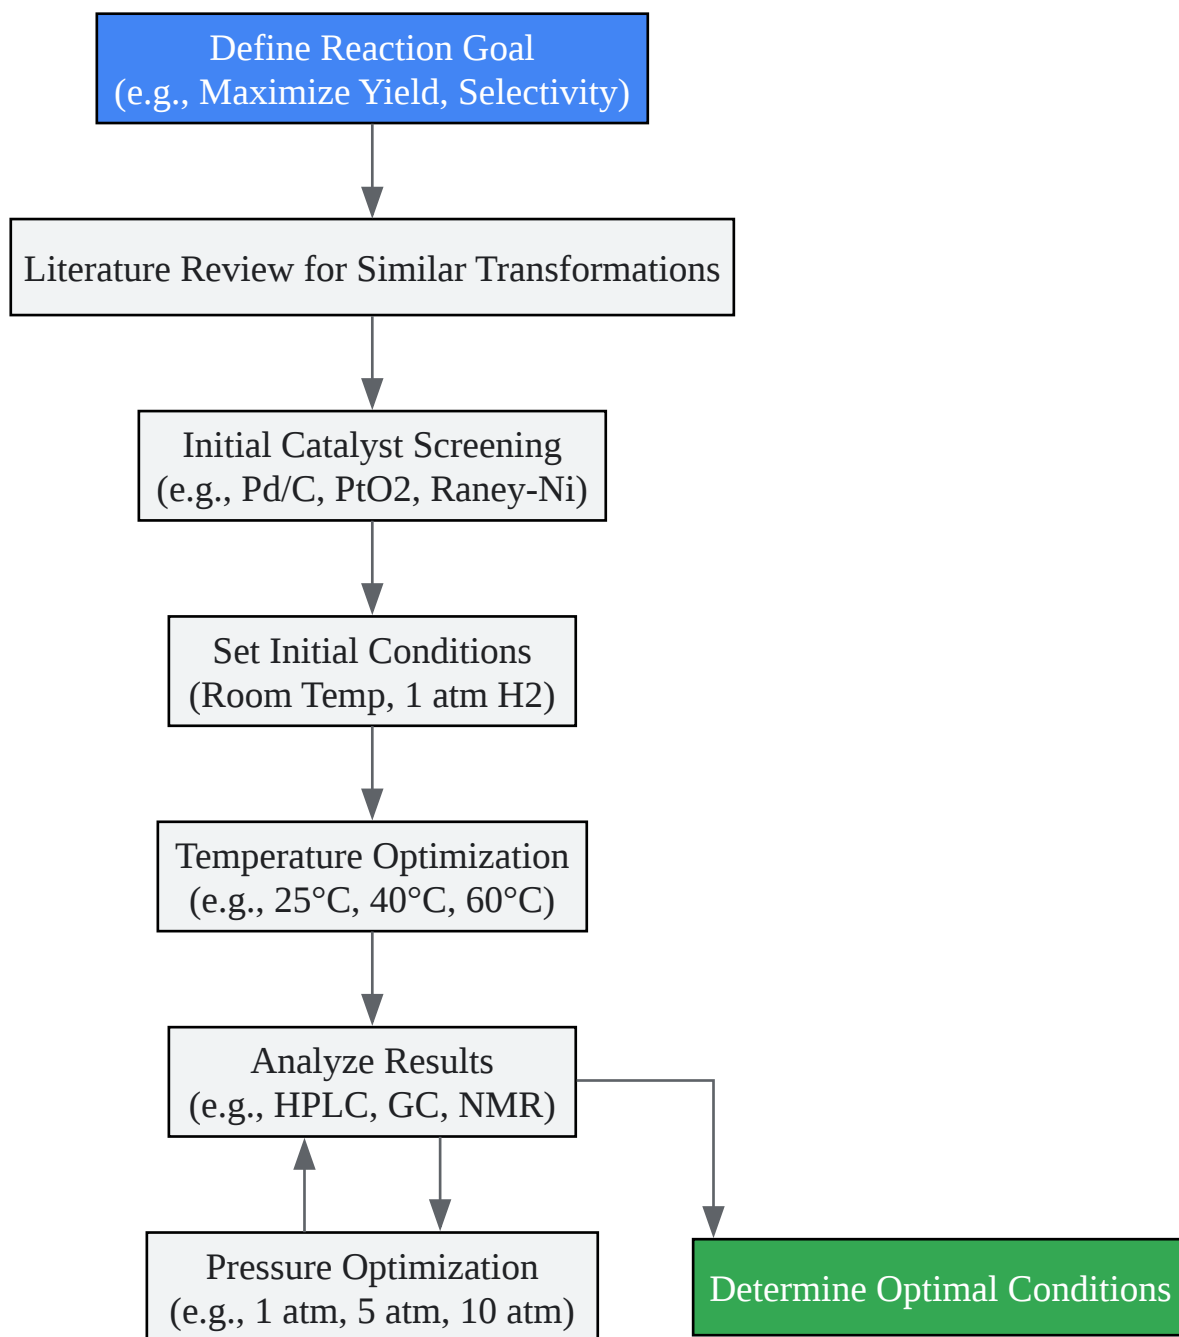 Define Reaction Goal
(e.g., Maximize Yield, Selectivity)
Literature Review for Similar Transformations
Initial Catalyst Screening
(e.g., Pd/C, PtO2, Raney-Ni)
Set Initial Conditions
(Room Temp, 1 atm H2)
Temperature Optimization
(e.g., 25°C, 40°C, 60°C)
Analyze Results
(e.g., HPLC, GC, NMR)
Pressure Optimization
(e.g., 1 atm, 5 atm, 10 atm)
Determine Optimal Conditions